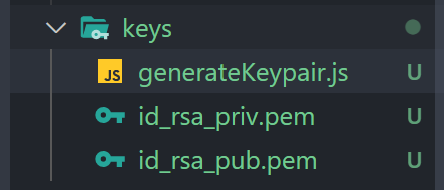 keys
JS generateKeypair.js U
id_rsa_priv.pem U
id_rsa_pub.pem U